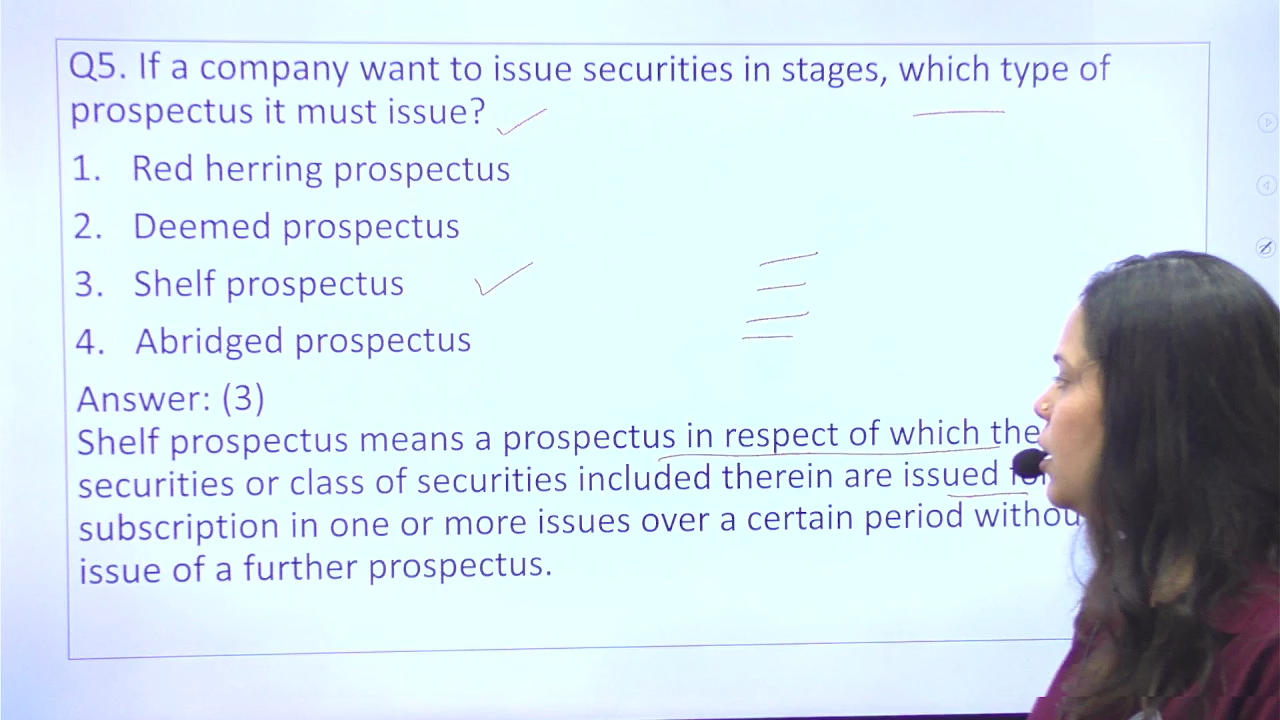 Q5. If a company want to issue securities in stages, which type of
prospectus it must issue?
1. Red herring prospectus
2. Deemed prospectus
3. Shelf prospectus
4. Abridged prospectus
Answer: (3)
Shelf prospectus means a prospectus in respect of which the
securities or class of securities included therein are issued
subscription in one or more issues over a certain period
issue of a further prospectus.